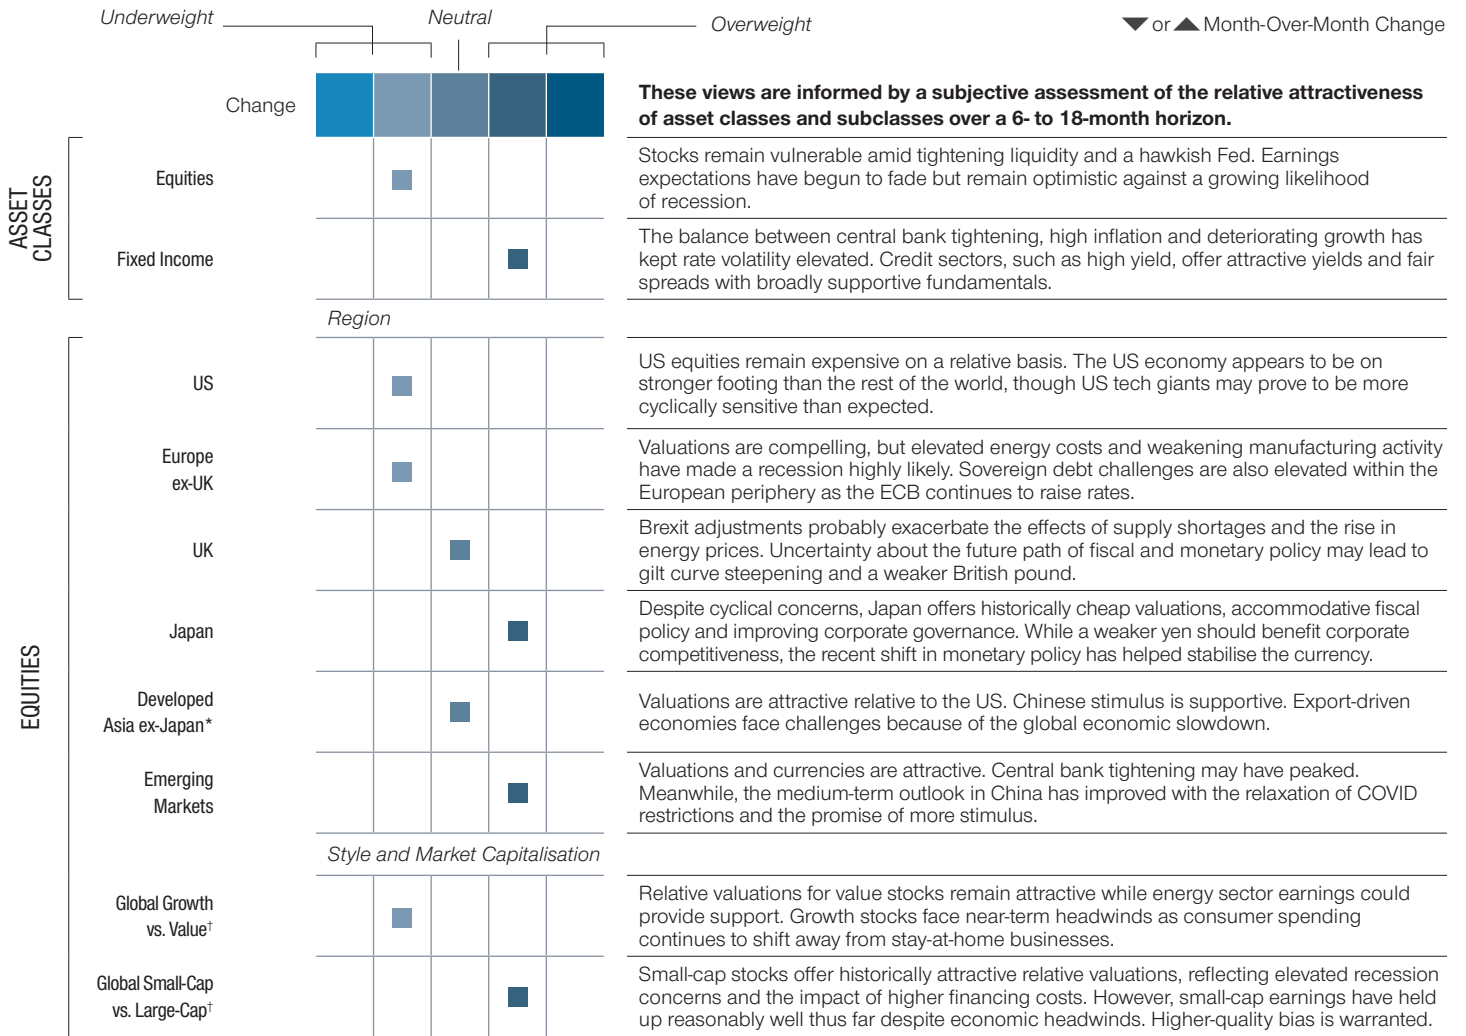 Underweight
Neutral
Overweight
▼ or ▲ Month-Over-Month Change
Change
These views are informed by a subjective assessment of the relative attractiveness
of asset classes and subclasses over a 6- to 18-month horizon.
ASSET
CLASSES
Equities
Stocks remain vulnerable amid tightening liquidity and a hawkish Fed. Earnings
expectations have begun to fade but remain optimistic against a growing likelihood
of recession.
Fixed Income
The balance between central bank tightening, high inflation and deteriorating growth has
kept rate volatility elevated. Credit sectors, such as high yield, offer attractive yields and fair
spreads with broadly supportive fundamentals.
EQUITIES
Region
US
US equities remain expensive on a relative basis. The US economy appears to be on
stronger footing than the rest of the world, though US tech giants may prove to be more
cyclically sensitive than expected.
Europe
ex-UK
Valuations are compelling, but elevated energy costs and weakening manufacturing activity
have made a recession highly likely. Sovereign debt challenges are also elevated within the
European periphery as the ECB continues to raise rates.
UK
Brexit adjustments probably exacerbate the effects of supply shortages and the rise in
energy prices. Uncertainty about the future path of fiscal and monetary policy may lead to
gilt curve steepening and a weaker British pound.
Japan
Despite cyclical concerns, Japan offers historically cheap valuations, accommodative fiscal
policy and improving corporate governance. While a weaker yen should benefit corporate
competitiveness, the recent shift in monetary policy has helped stabilise the currency.
Developed
Asia ex-Japan*
Valuations are attractive relative to the US. Chinese stimulus is supportive. Export-driven
economies face challenges because of the global economic slowdown.
Emerging
Markets
Valuations and currencies are attractive. Central bank tightening may have peaked.
Meanwhile, the medium-term outlook in China has improved with the relaxation of COVID
restrictions and the promise of more stimulus.
Style and Market Capitalisation
Global Growth
vs. Value†
Relative valuations for value stocks remain attractive while energy sector earnings could
provide support. Growth stocks face near-term headwinds as consumer spending
continues to shift away from stay-at-home businesses.
Global Small-Cap
vs. Large-Cap†
Small-cap stocks offer historically attractive relative valuations, reflecting elevated recession
concerns and the impact of higher financing costs. However, small-cap earnings have held
up reasonably well thus far despite economic headwinds. Higher-quality bias is warranted.